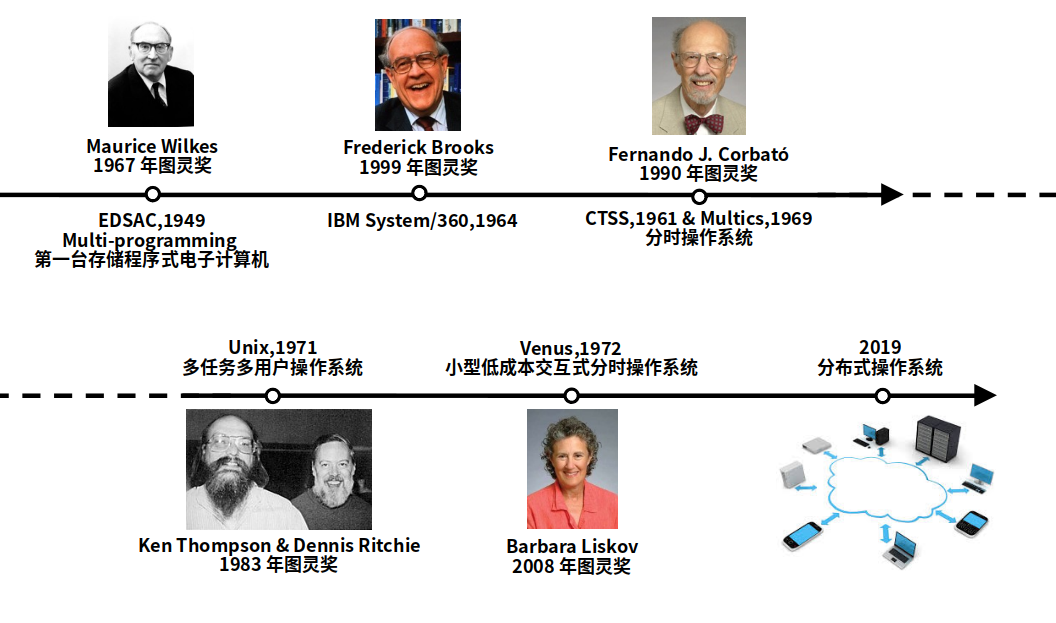 Maurice Wilkes
1967 年图灵奖
Frederick Brooks
1999 年图灵奖
Fernando J. Corbató
1990 年图灵奖
EDSAC,1949
Multi-programming
第一台存储程序式电子计算机
IBM System/360,1964
CTSS,1961 & Multics,1969
分时操作系统
Unix,1971
多任务多用户操作系统
Venus,1972
小型低成本交互式分时操作系统
2019
分布式操作系统
Ken Thompson & Dennis Ritchie
1983 年图灵奖
Barbara Liskov
2008 年图灵奖